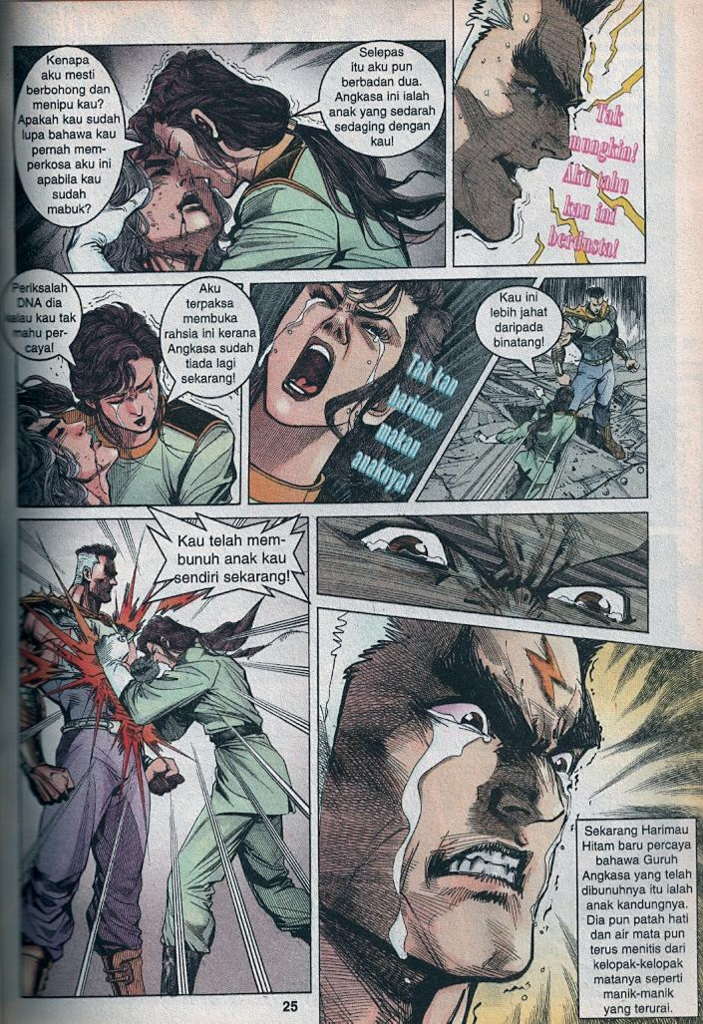 Kenapa
aku mesti
berbohong dan
menipu kau?
Apakah kau sudah
lupa bahawa kau
pernah mem-
perkosa aku ini
apabila kau
sudah
mabuk?
Selepas
itu aku pun
berbadan dua.
Angkasa ini ialah
anak yang sedarah
sedaging dengan
kau!
Tak
mungkin!
Aku tahu
kau ini
berdusta!
Periksalah
DNA dia
kalau kau tak
mahu per-
caya!
Aku
terpaksa
membuka
rahsia ini kerana
Angkasa sudah
tiada lagi
sekarang!
Tak kan
hariman
makan
anaknya!
Kau ini
lebih jahat
daripada
binatang!
Kau telah mem-
bunuh anak kau
sendiri sekarang!
Sekarang Harimau
Hitam baru percaya
bahawa Guruh
Angkasa yang telah
dibunuhnya itu ialah
anak kandungnya.
Dia pun patah hati
dan air mata pun
terus menitis dari
kelopak-kelopak
matanya seperti
manik-manik
yang terurai.
25